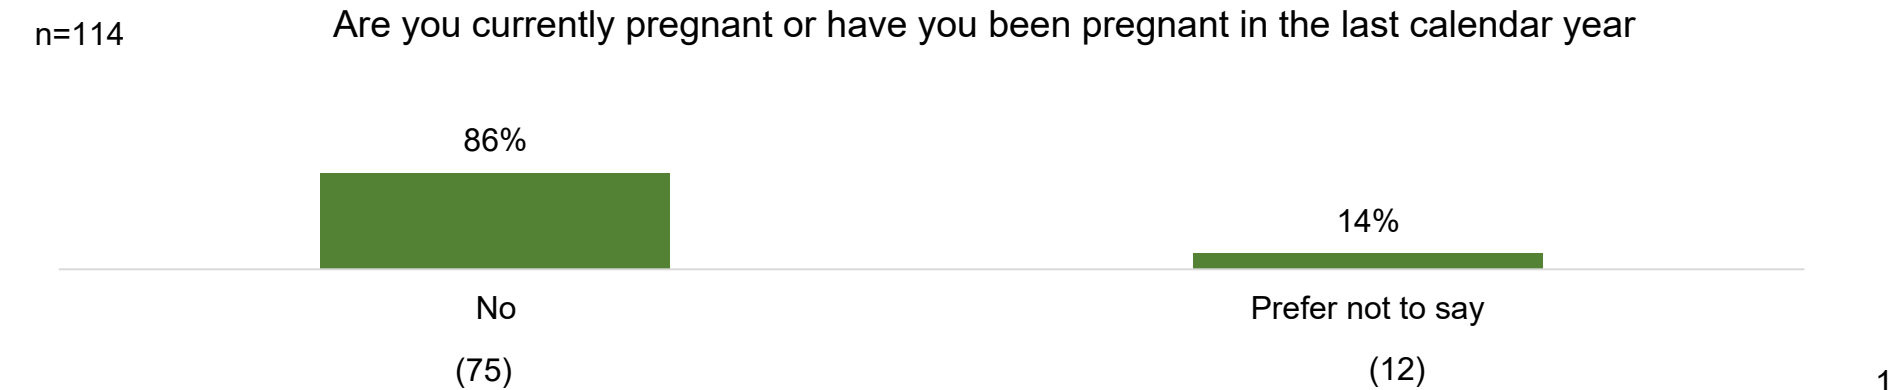 n=114
Are you currently pregnant or have you been pregnant in the last calendar year
86%
14%
No
Prefer not to say
(75)
(12)
1